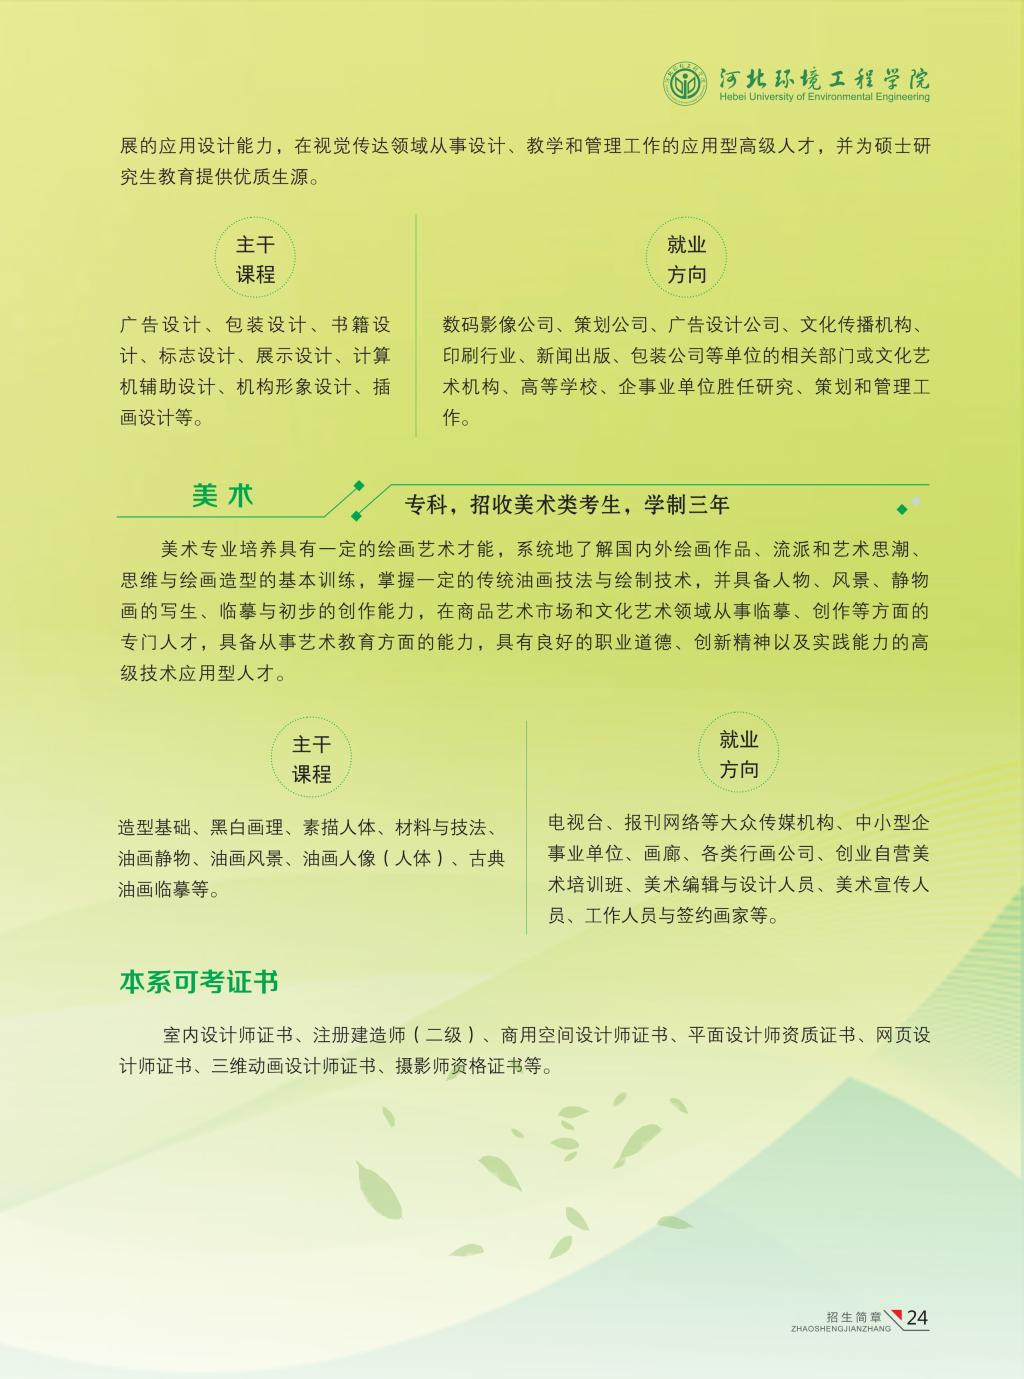 河北环境工程学院
Hebei University of Environmental Engineering
展的应用设计能力，在视觉传达领域从事设计、教学和管理工作的应用型高级人才，并为硕士研
究生教育提供优质生源。
主干
课程
广告设计、包装设计、书籍设
计、标志设计、展示设计、计算
机辅助设计、机构形象设计、插
画设计等。
就业
方向
数码影像公司、策划公司、广告设计公司、文化传播机构、
印刷行业、新闻出版、包装公司等单位的相关部门或文化艺
术机构、高等学校、企事业单位胜任研究、策划和管理工
作。
美术
专科，招收美术类考生，学制三年
美术专业培养具有一定的绘画艺术才能，系统地了解国内外绘画作品、流派和艺术思潮、
思维与绘画造型的基本训练，掌握一定的传统油画技法与绘制技术，并具备人物、风景、静物
画的写生、临摹与初步的创作能力，在商品艺术市场和文化艺术领域从事临摹、创作等方面的
专门人才，具备从事艺术教育方面的能力，具有良好的职业道德、创新精神以及实践能力的高
级技术应用型人才。
主干
课程
造型基础、黑白画理、素描人体、材料与技法、
油画静物、油画风景、油画人像（人体）、古典
油画临摹等。
就业
方向
电视台、报刊网络等大众传媒机构、中小型企
事业单位、画廊、各类行画公司、创业自营美
术培训班、美术编辑与设计人员、美术宣传人
员、工作人员与签约画家等。
本系可考证书
室内设计师证书、注册建造师（二级）、商用空间设计师证书、平面设计师资质证书、网页设
计师证书、三维动画设计师证书、摄影师资格证书等。
招生简章
ZHAOSHENGJIANZHANG
24